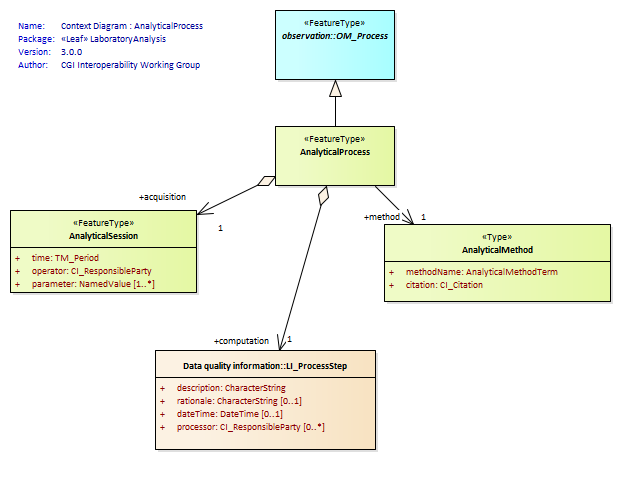 Name: Context Diagram : AnalyticalProcess
Package: «Leaf» LaboratoryAnalysis
Version: 3.0.0
Author: CGI Interoperability Working Group
«FeatureType»
observation::OM_Process
«FeatureType»
AnalyticalProcess
+acquisition
1
+method
1
«FeatureType»
AnalyticalSession
+ time: TM_Period
+ operator: CI_ResponsibleParty
+ parameter: NamedValue [1..*]
«Type»
AnalyticalMethod
+ methodName: AnalyticalMethodTerm
+ citation: CI_Citation
+computation
1
Data quality information::LI_ProcessStep
+ description: CharacterString
+ rationale: CharacterString [0..1]
+ dateTime: DateTime [0..1]
+ processor: CI_ResponsibleParty [0..*]